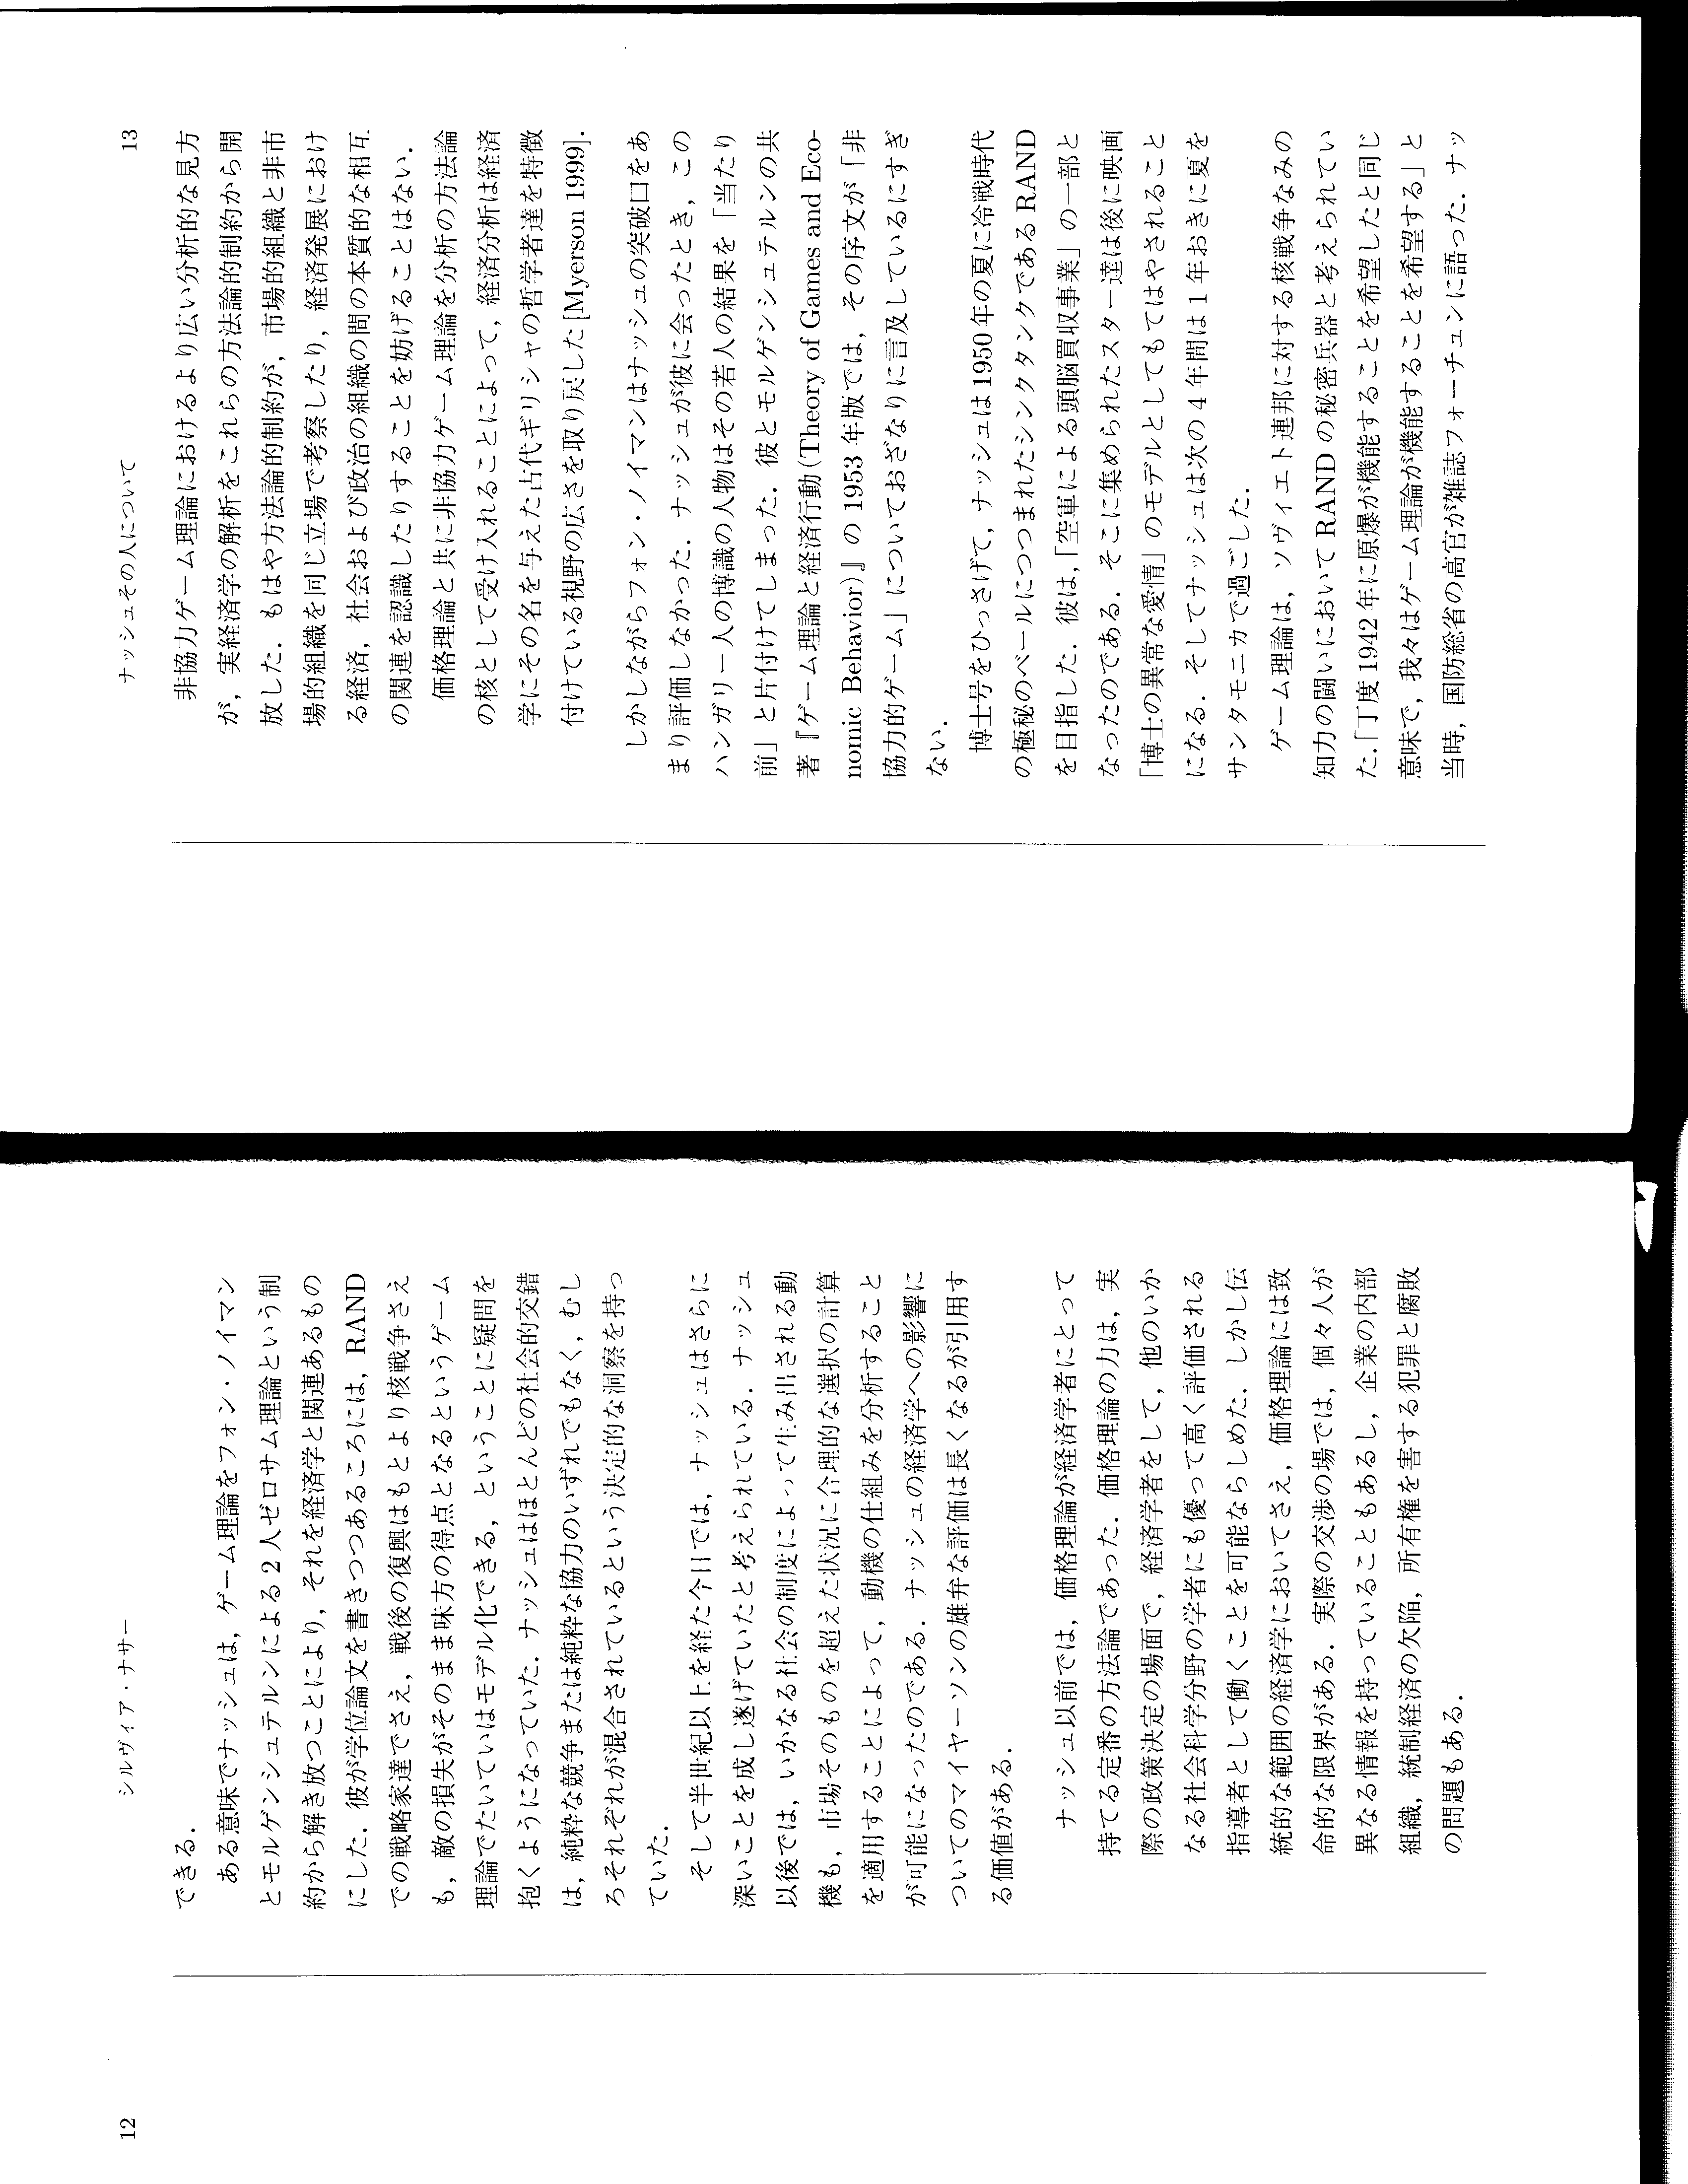 12
シルヴィア・ナサー
できる．
ある意味でナッシュは，ゲーム理論をフォン・ノイマン
とモルゲンシュテルンによる2人ゼロサム理論という制
約から解き放つことにより，それを経済学と関連あるもの
にした．彼が学位論文を書きつつあるころには，RAND
での戦略家達でさえ，戦後の復興はもとより核戦争さえ
も，敵の損失がそのまま味方の得点となるというゲーム
理論でたいていはモデル化できる，ということに疑問を
抱くようになっていた．ナッシュはほとんどの社会的交錯
は，純粋な競争または純粋な協力のいずれでもなく，むし
ろそれぞれが混合されているという決定的な洞察を持っ
ていた．
そして半世紀以上を経た今日では，ナッシュはさらに
深いことを成し遂げていたと考えられている．ナッシュ
以後では，いかなる社会の制度によって生み出される動
機も，市場そのものを超えた状況に合理的な選択の計算
を適用することによって，動機の仕組みを分析すること
が可能になったのである．ナッシュの経済学への影響に
ついてのマイヤーソンの雄弁な評価は長くなるが引用す
る価値がある．
ナッシュ以前では，価格理論が経済学者にとって
持てる定番の方法論であった．価格理論の力は，実
際の政策決定の場面で，経済学者をして，他のいか
なる社会科学分野の学者にも優って高く評価される
指導者として働くことを可能ならしめた．しかし伝
統的な範囲の経済学においてさえ，価格理論には致
命的な限界がある．実際の交渉の場では，個々人が
異なる情報を持っていることもあるし，企業の内部
組織，統制経済の欠陥，所有権を害する犯罪と腐敗
の問題もある．
ナッシュその人について
13
非協力ゲーム理論におけるより広い分析的な見方
が，実経済学の解析をこれらの方法論的制約から開
放した．もはや方法論的制約が，市場的組織と非市
場的組織を同じ立場で考察したり，経済発展におけ
る経済，社会および政治の組織の間の本質的な相互
の関連を認識したりすることを妨げることはない．
価格理論と共に非協力ゲーム理論を分析の方法論
の核として受け入れることによって，経済分析は経済
学にその名を与えた古代ギリシャの哲学者達を特徴
付けている視野の広さを取り戻した [Myerson 1999]．
しかしながらフォン・ノイマンはナッシュの突破口をあ
まり評価しなかった．ナッシュが彼に会ったとき，この
ハンガリー人の博識の人物はその若人の結果を「当たり
前」と片付けてしまった．彼とモルゲンシュテルンの共
著『ゲーム理論と経済行動(Theory of Games and Eco-
nomic Behavior)』の 1953 年版では，その序文が「非
協力的ゲーム」についておざなりに言及しているにすぎ
ない．
博士号をひっさげて，ナッシュは1950年の夏に冷戦時代
の極秘のベールにつつまれたシンクタンクである RAND
を目指した．彼は，「空軍による頭脳買収事業」の一部と
なったのである．そこに集められたスター達は後に映画
「博士の異常な愛情」のモデルとしてもてはやされること
になる．そしてナッシュは次の4年間は1年おきに夏を
サンタモニカで過ごした．
ゲーム理論は，ソヴィエト連邦に対する核戦争なみの
知力の闘いにおいて RAND の秘密兵器と考えられてい
た．「丁度1942年に原爆が機能することを希望したと同じ
意味で，我々はゲーム理論が機能することを希望する」と
当時，国防総省の高官が雑誌フォーチュンに語った．ナッ